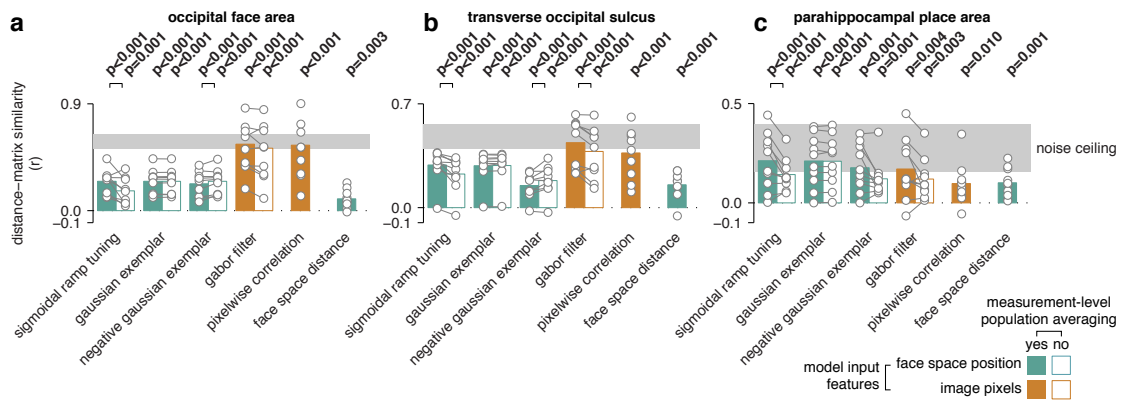 a
occipital face area
p<0.001
p=0.001
p<0.001
p<0.001
p<0.001
p<0.001
p<0.001
p<0.001
p<0.001
p=0.003
distance−matrix similarity
(r)
0.9
0.0
−0.1
sigmoidal ramp tuning
gaussian exemplar
negative gaussian exemplar
gabor filter
pixelwise correlation
face space distance
b
transverse occipital sulcus
p<0.001
p<0.001
p<0.001
p<0.001
p<0.001
p<0.001
p<0.001
p<0.001
p<0.001
p<0.001
0.7
0.0
−0.1
sigmoidal ramp tuning
gaussian exemplar
negative gaussian exemplar
gabor filter
pixelwise correlation
face space distance
c
parahippocampal place area
p<0.001
p<0.001
p<0.001
p<0.001
p<0.001
p=0.001
p=0.004
p=0.003
p=0.010
p=0.001
0.5
0.0
−0.1
noise ceiling
sigmoidal ramp tuning
gaussian exemplar
negative gaussian exemplar
gabor filter
pixelwise correlation
face space distance
measurement-level
population averaging
yes no
model input
features
face space position
image pixels